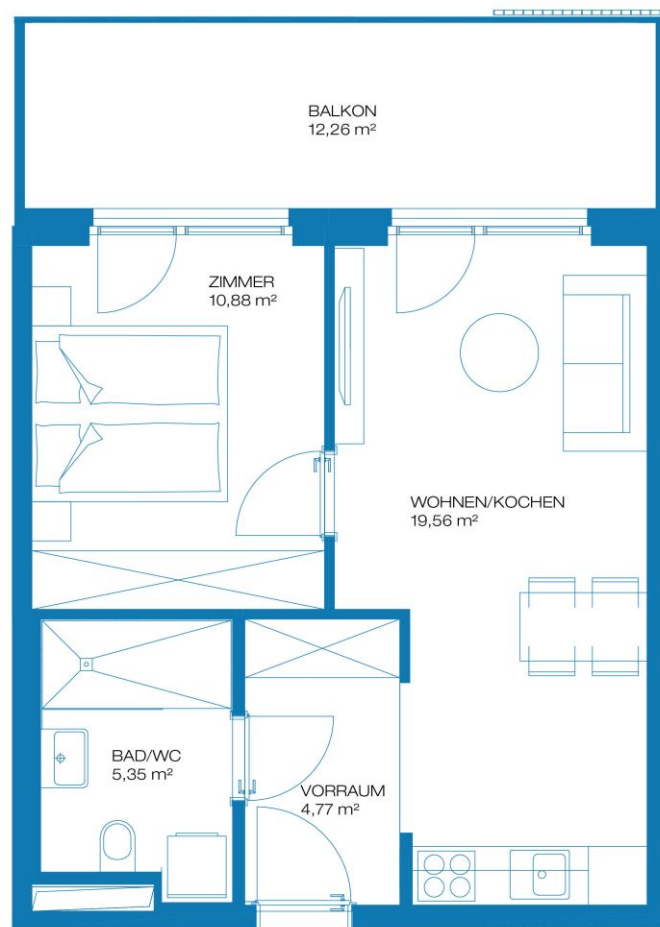 BALKON
12,26 m²
ZIMMER
10,88 m²
WOHNEN/KOCHEN
19,56 m²
BAD/WC
5,35 m²
VORRAUM
4,77 m²